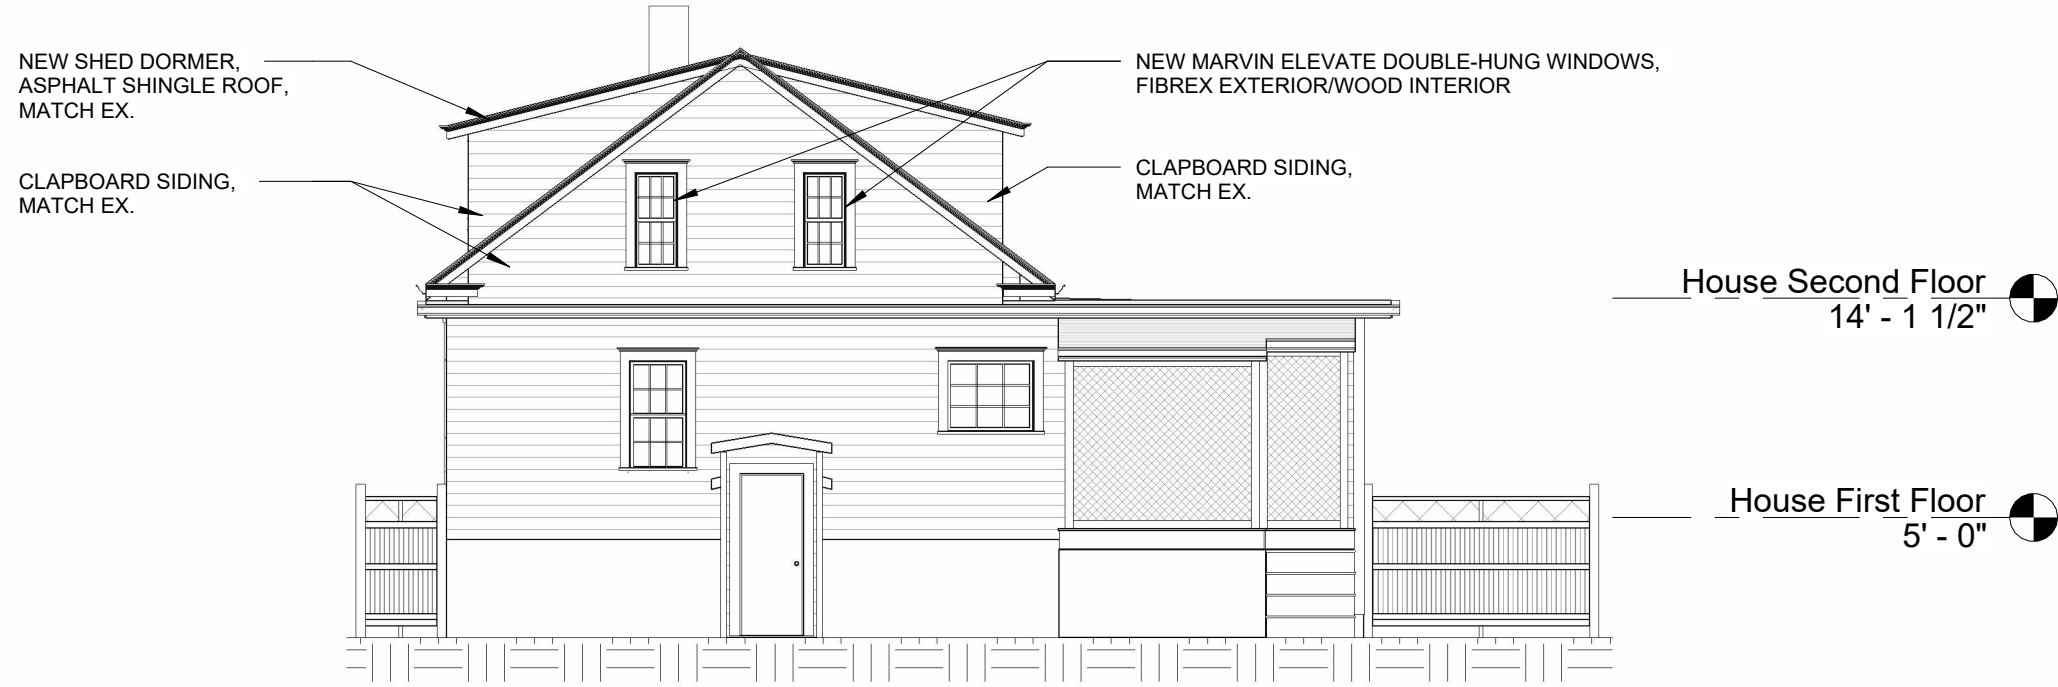 NEW SHED DORMER,
ASPHALT SHINGLE ROOF,
MATCH EX.
CLAPBOARD SIDING,
MATCH EX.
NEW MARVIN ELEVATE DOUBLE-HUNG WINDOWS,
FIBREX EXTERIOR/WOOD INTERIOR
CLAPBOARD SIDING,
MATCH EX.
House Second Floor
14' - 1 1/2"
House First Floor
5' - 0"